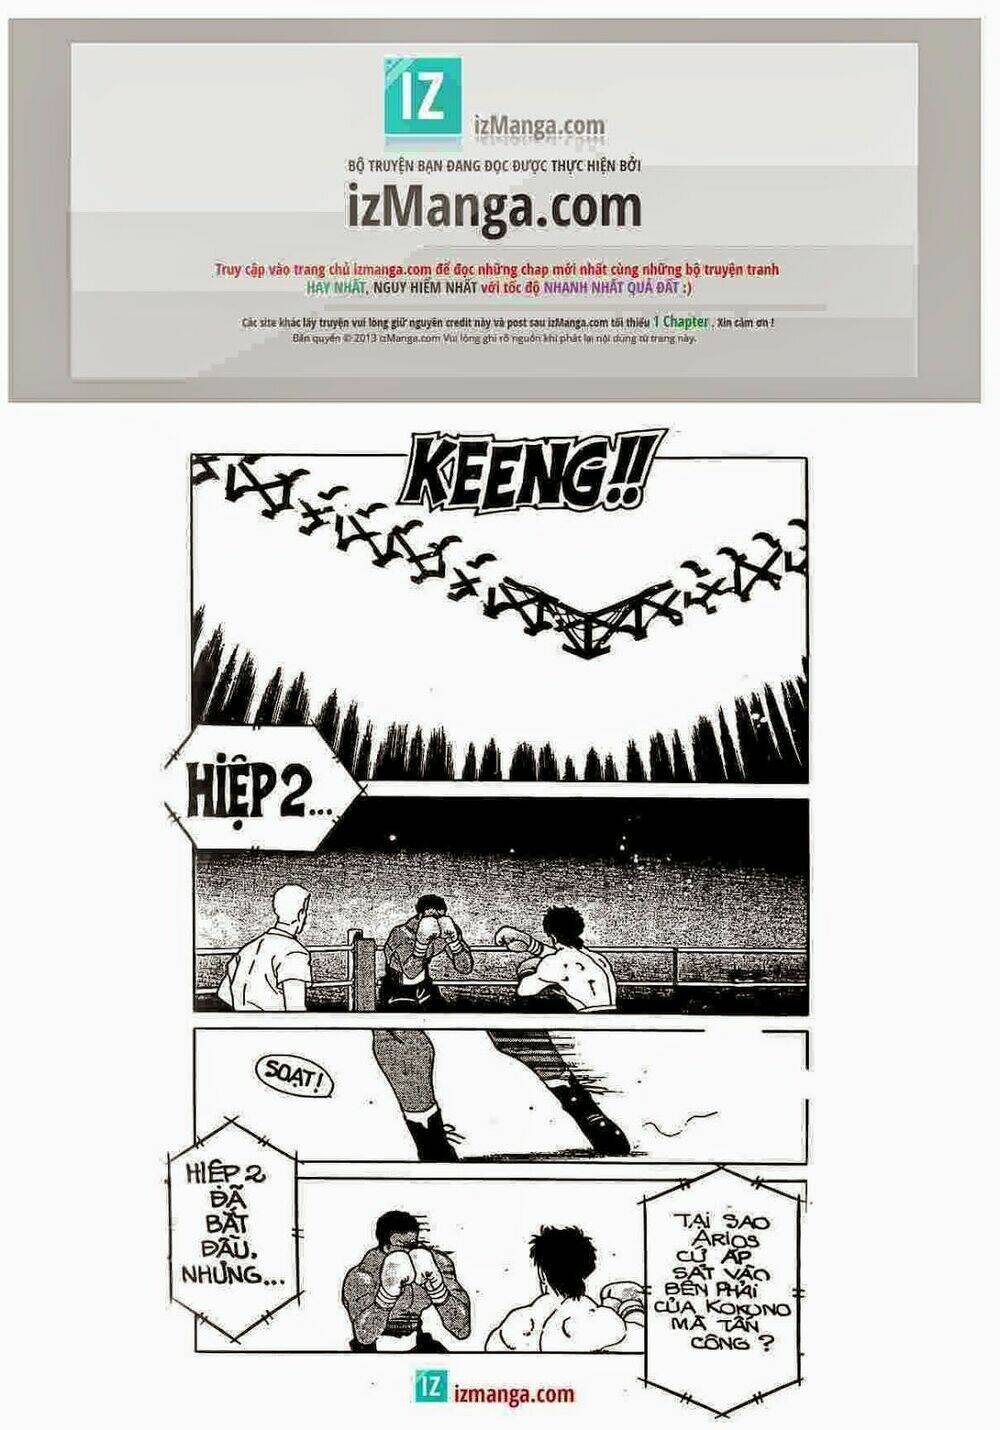 IZ
izManga.com
BỘ TRUYỆN BẠN ĐANG ĐỌC ĐƯỢC THỰC HIỆN BỞI
izManga.com
Truy cập vào trang chủ izmanga.com để đọc những chap mới nhất cùng những bộ truyện tranh
HAY NHẤT, NGUY HIỂM NHẤT với tốc độ NHANH NHẤT QUẢ ĐẤT :)
Các site khác lấy truyện vui lòng giữ nguyên credit này và post sau izManga.com tối thiểu 1 Chapter . Xin cảm ơn !
Bản quyền © 2013 izManga.com Vui lòng ghi rõ nguồn khi phát lại nội dung từ trang này.
KEENG!!
HIỆP 2...
SOẠT!
HIỆP 2
ĐÃ
BẮT
ĐẦU,
NHƯNG...
TẠI SAO
ARIOS
CỨ ÁP
SÁT VÀO
BÊN PHẢI
CỦA KOKONO
MÀ TẤN
CÔNG ?
IZ izmanga.com